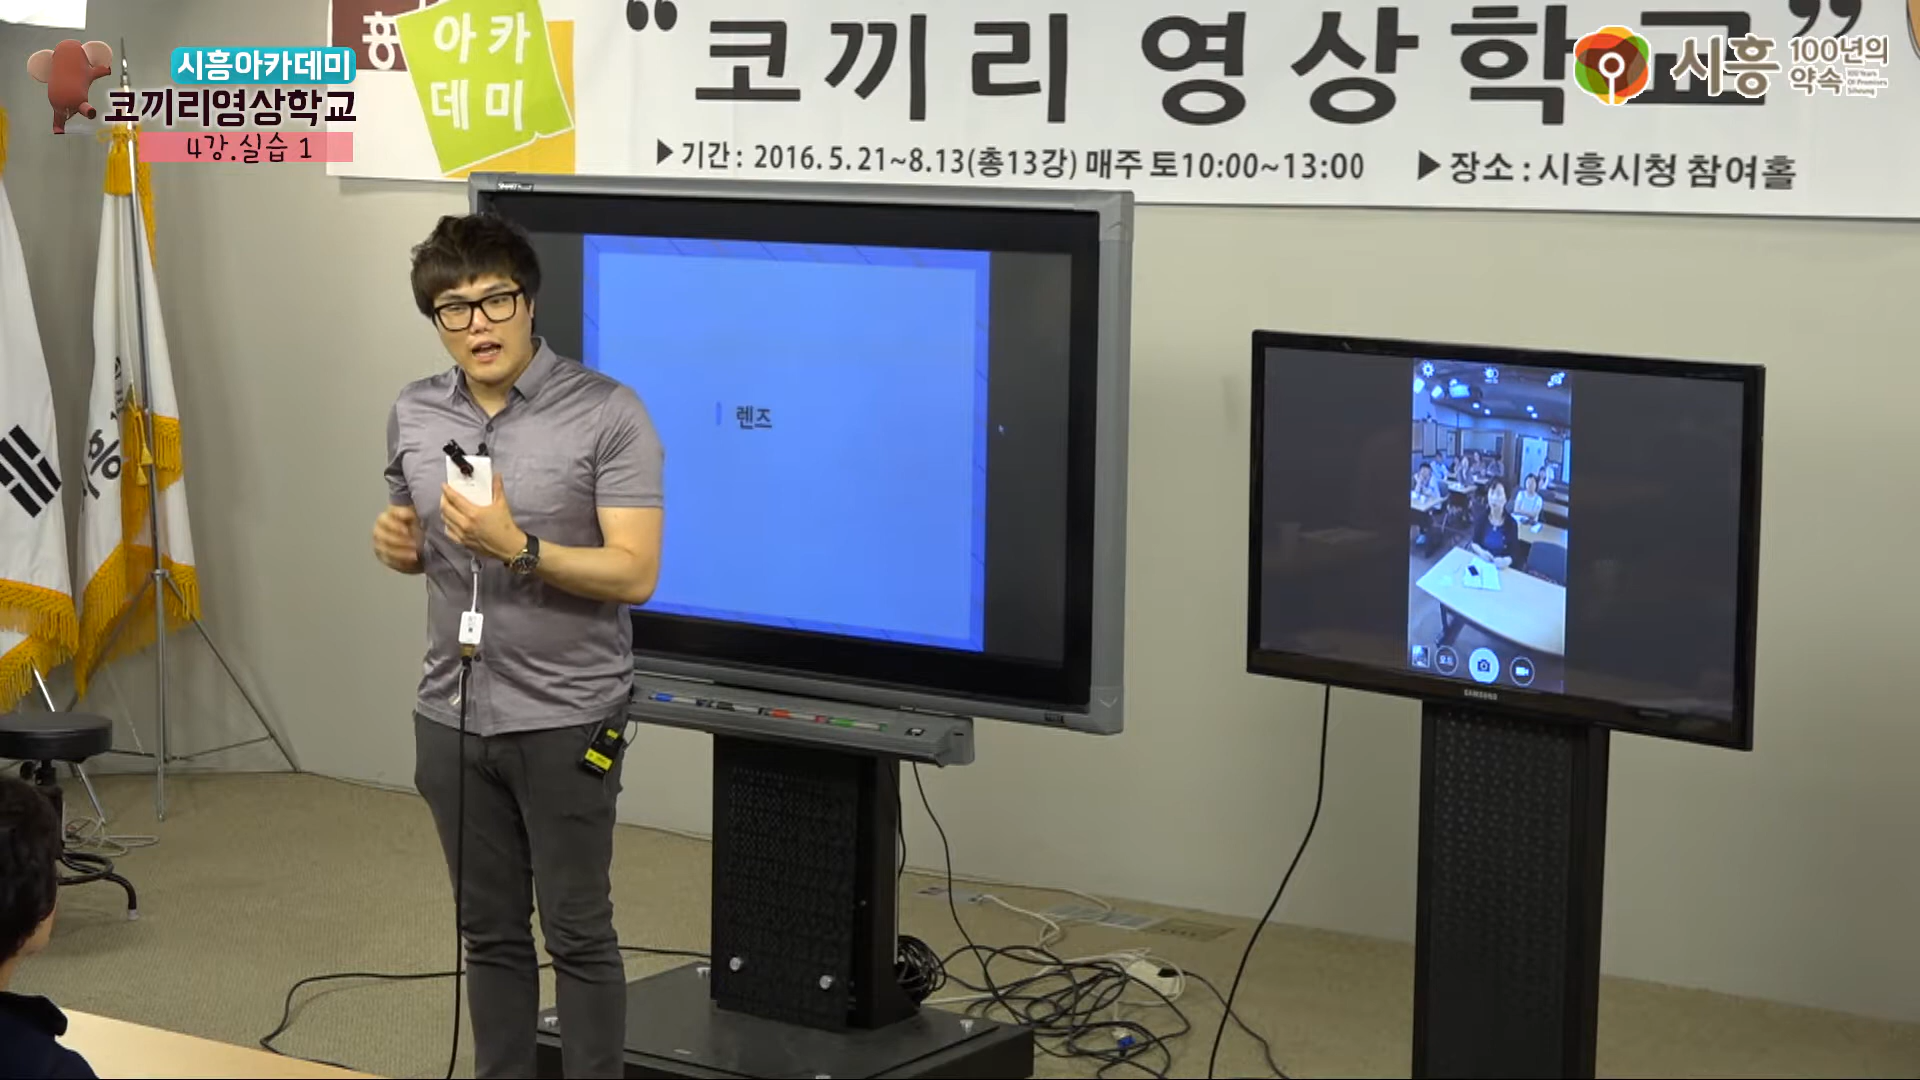 시흥아카데미
코끼리영상학교
4강.실습 1
흥
아카
데미
“코끼리 영상학교”
▶기간 : 2016. 5. 21~8.13(총13강) 매주 토10:00~13:00
▶장소 : 시흥시청 참여홀
시흥 100년의
약속
렌즈
모드
SAMSUNG